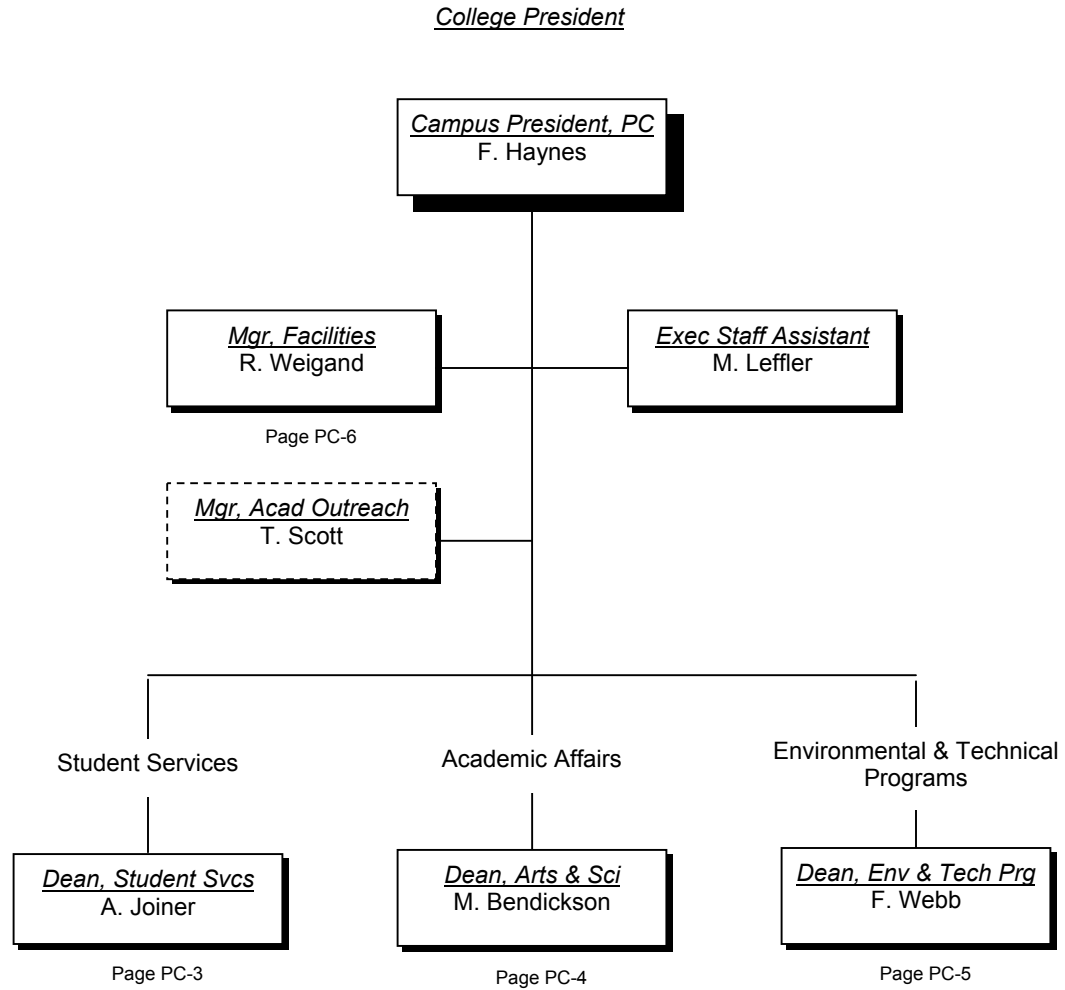 College President
Campus President, PC
F. Haynes
Mgr, Facilities
R. Weigand
Exec Staff Assistant
M. Leffler
Page PC-6
Mgr, Acad Outreach
T. Scott
Student Services
Academic Affairs
Environmental & Technical
Programs
Dean, Student Svcs
A. Joiner
Dean, Arts & Sci
M. Bendickson
Dean, Env & Tech Prg
F. Webb
Page PC-3
Page PC-4
Page PC-5